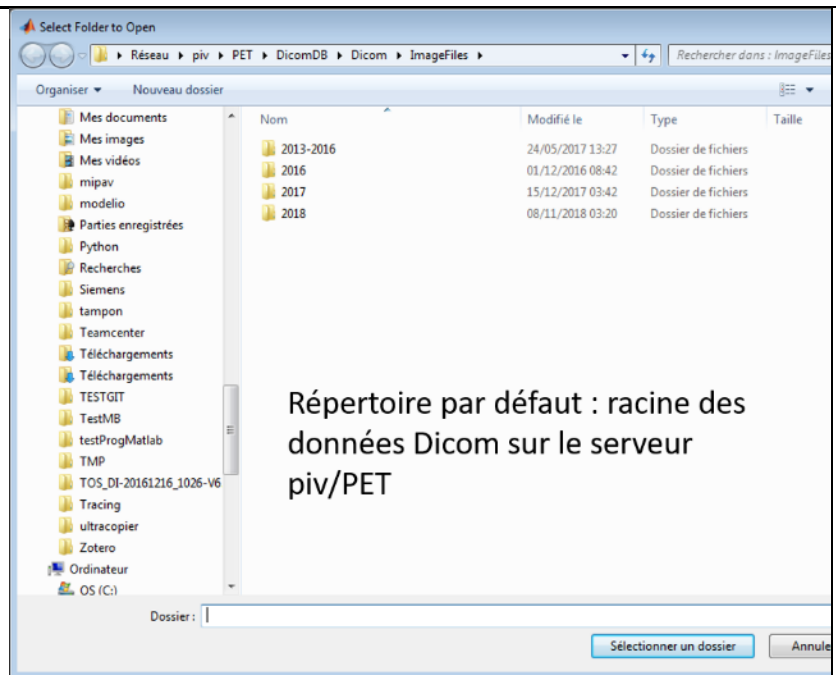 Select Folder to Open
Réseau ▸ piv ▸ PET ▸ DicomDB ▸ Dicom ▸ ImageFiles ▸
Rechercher dans : ImageFiles
Organiser ▾ Nouveau dossier
Nom Modifié le Type Taille
Mes documents
Mes images
Mes vidéos
mipav
modelio
Parties enregistrées
Python
Recherches
Siemens
tampon
Teamcenter
Téléchargements
Téléchargements
TESTGIT
TestMB
testProgMatlab
TMP
TOS_DI-20161216_1026-V6
Tracing
ultracopier
Zotero
Ordinateur
OS (C:)
2013-2016 24/05/2017 13:27 Dossier de fichiers
2016 01/12/2016 08:42 Dossier de fichiers
2017 15/12/2017 03:42 Dossier de fichiers
2018 08/11/2018 03:20 Dossier de fichiers
Répertoire par défaut : racine des
données Dicom sur le serveur
piv/PET
Dossier :
Sélectionner un dossier Annule